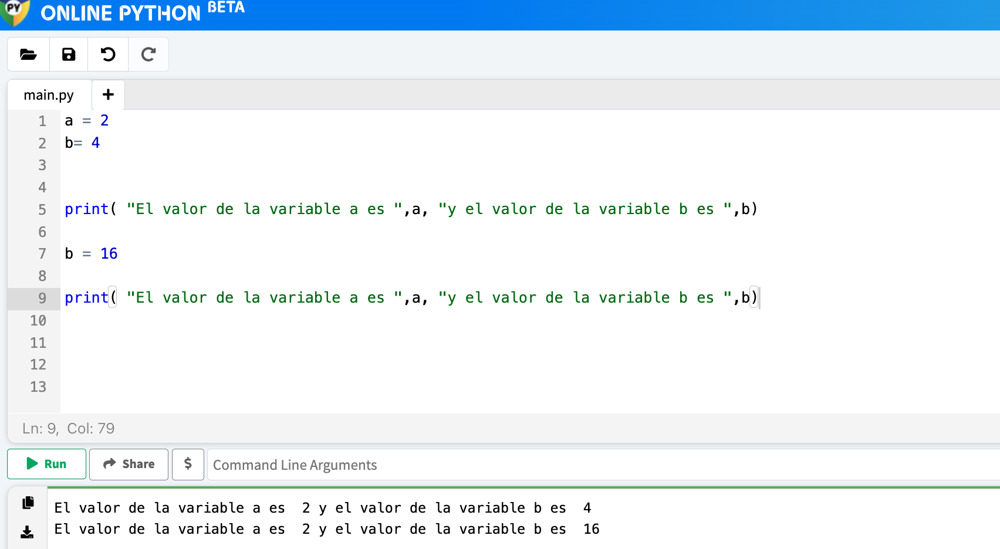 PY ONLINE PYTHON BETA
main.py +
1 a = 2
2 b= 4
3
4
5 print( "El valor de la variable a es ",a, "y el valor de la variable b es ",b)
6
7 b = 16
8
9 print( "El valor de la variable a es ",a, "y el valor de la variable b es ",b)
10
11
12
13
Ln: 9, Col: 79
Run Share $ Command Line Arguments
El valor de la variable a es  2 y el valor de la variable b es  4
El valor de la variable a es  2 y el valor de la variable b es  16